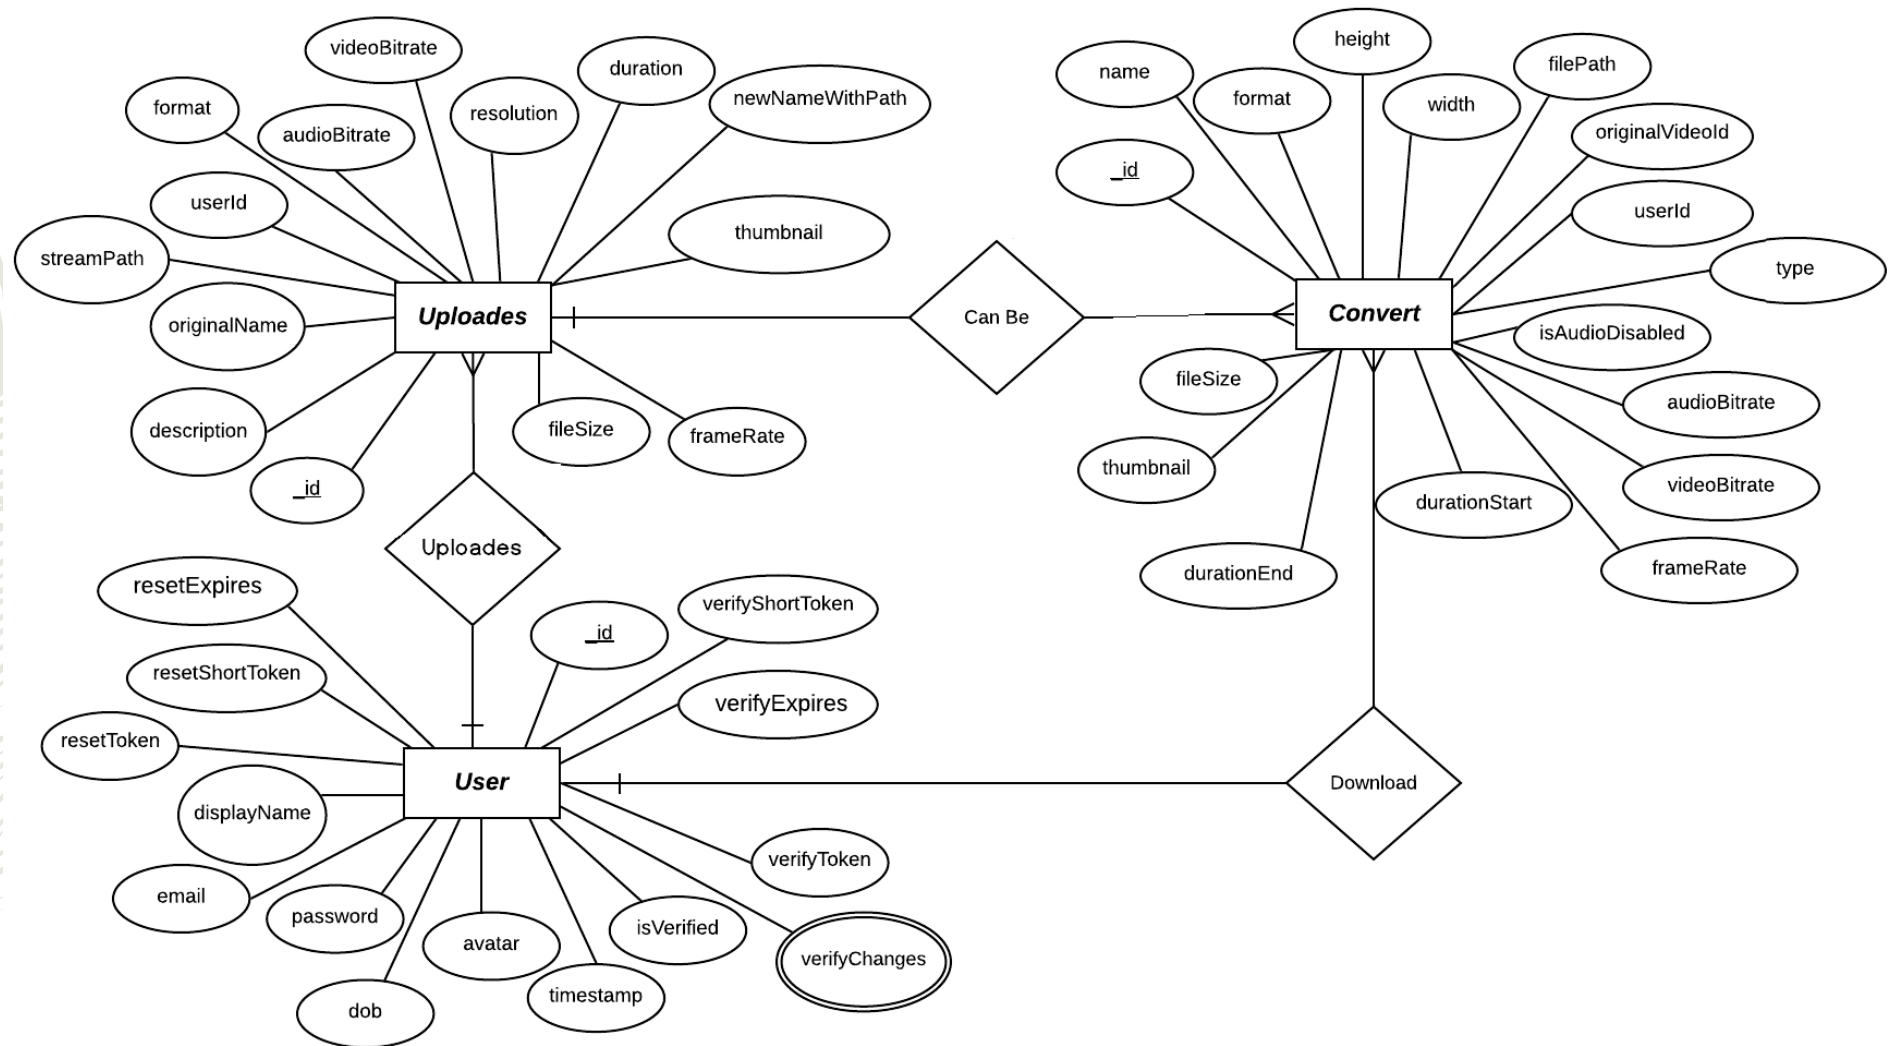 videoBitrate
duration
format
resolution
newNameWithPath
audioBitrate
userId
thumbnail
streamPath
originalName
Uploades
description
fileSize
frameRate
_id
Can Be
height
name
format
width
filePath
originalVideoId
_id
userId
type
Convert
isAudioDisabled
fileSize
audioBitrate
thumbnail
videoBitrate
durationStart
durationEnd
frameRate
Uploades
resetExpires
_id
verifyShortToken
resetShortToken
verifyExpires
resetToken
User
displayName
email
password
avatar
isVerified
verifyToken
verifyChanges
dob
timestamp
Download